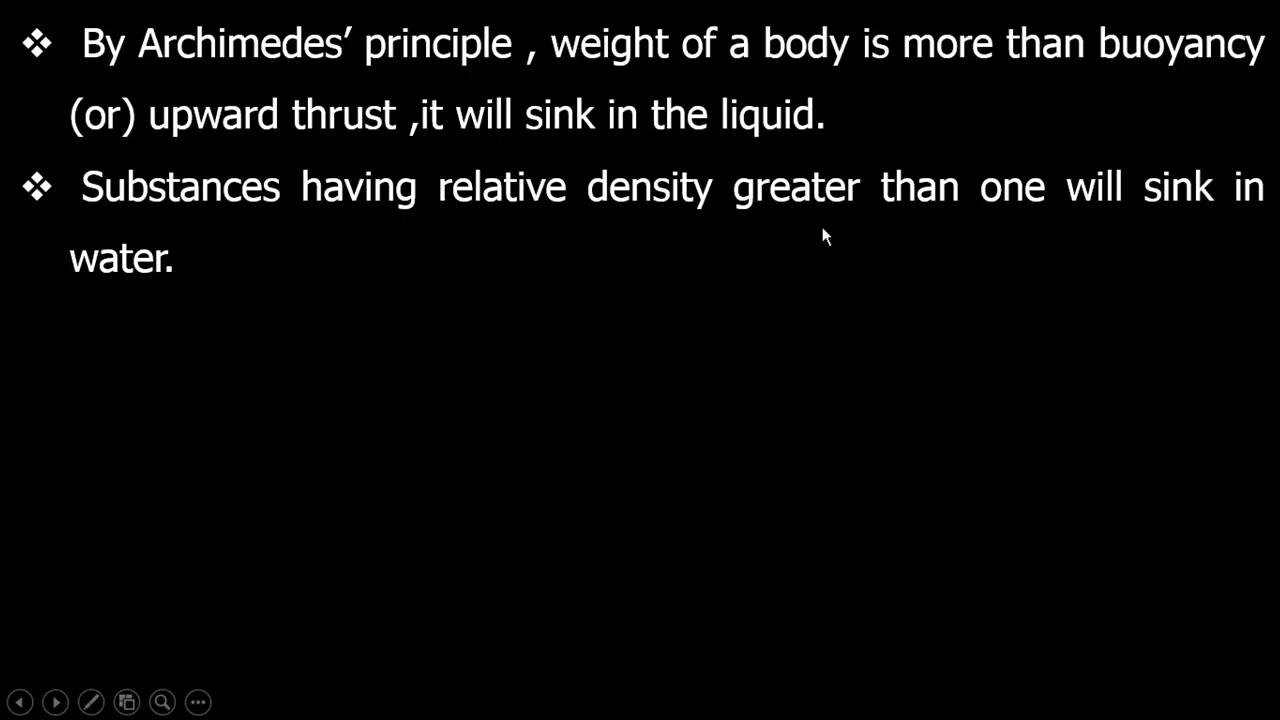 ❖ By Archimedes’ principle , weight of a body is more than buoyancy
(or) upward thrust ,it will sink in the liquid.
❖ Substances having relative density greater than one will sink in
water.